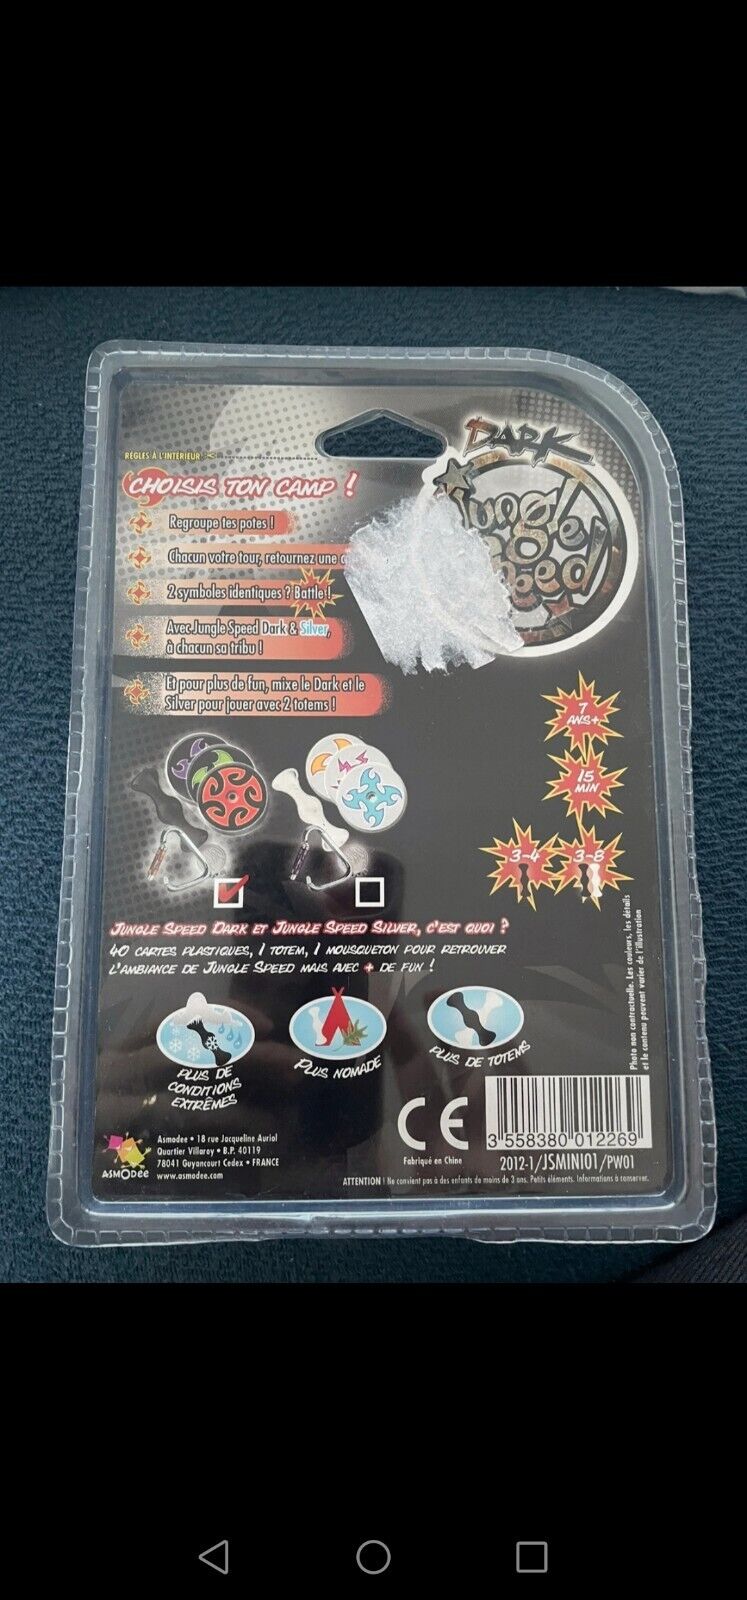 RÈGLES À L'INTÉRIEUR
DARK
Jungle Speed
CHOISIS TON CAMP !
Regroupe tes potes !
Chacun votre tour, retournez une
2 symboles identiques ? Battle !
Avec Jungle Speed Dark & Silver,
à chacun sa tribu !
Et pour plus de fun, mixe le Dark et le
Silver pour jouer avec 2 totems !
7
ANS+
15
MIN
3-4
3-8
JUNGLE SPEED DARK ET JUNGLE SPEED SILVER, C'EST QUOI ?
40 CARTES PLASTIQUES, 1 TOTEM, 1 MOUSQUETON POUR RETROUVER
L'AMBIANCE DE JUNGLE SPEED MAIS AVEC + DE FUN !
PLUS DE
CONDITIONS
EXTRÊMES
PLUS NOMADE
PLUS DE TOTEMS
Photo non contractuelle. Les couleurs, les détails
et le contenu peuvent varier de l'illustration
ASMODee
Asmodee • 18 rue Jacqueline Auriol
Quartier Villaroy • B.P. 40119
78041 Guyancourt Cedex • FRANCE
www.asmodee.com
CE
Fabriqué en Chine
3 558380 012269
2012-1/JSMINI01/PW01
ATTENTION ! Ne convient pas à des enfants de moins de 3 ans. Petits éléments. Informations à conserver.